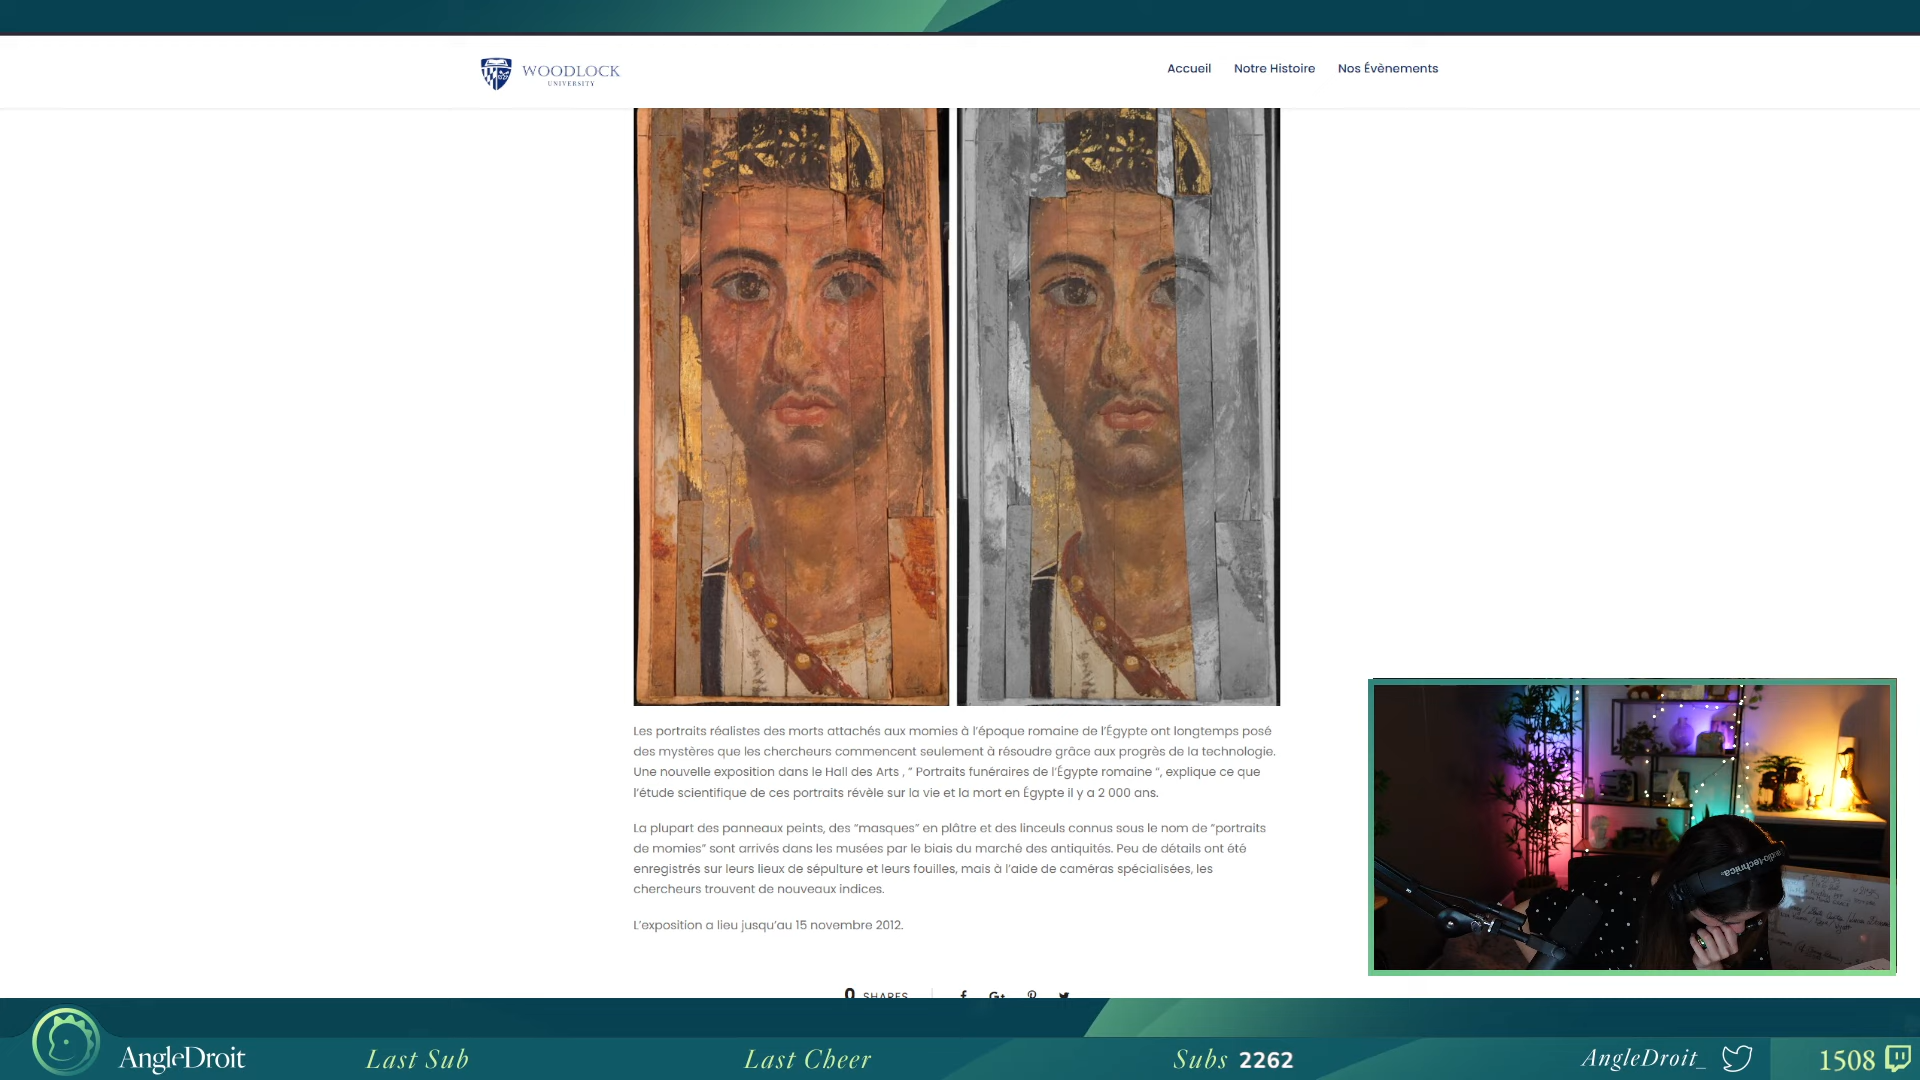 WOODLOCK
UNIVERSITY
Accueil Notre Histoire Nos Évènements
Les portraits réalistes des morts attachés aux momies à l'époque romaine de l'Égypte ont longtemps posé
des mystères que les chercheurs commencent seulement à résoudre grâce aux progrès de la technologie.
Une nouvelle exposition dans le Hall des Arts , " Portraits funéraires de l'Égypte romaine ", explique ce que
l'étude scientifique de ces portraits révèle sur la vie et la mort en Égypte il y a 2 000 ans.
La plupart des panneaux peints, des "masques" en plâtre et des linceuls connus sous le nom de "portraits
de momies" sont arrivés dans les musées par le biais du marché des antiquités. Peu de détails ont été
enregistrés sur leurs lieux de sépulture et leurs fouilles, mais à l'aide de caméras spécialisées, les
chercheurs trouvent de nouveaux indices.
L'exposition a lieu jusqu'au 15 novembre 2012.
0 SHARES
audio-technica
AngleDroit Last Sub Last Cheer Subs 2262 AngleDroit_ 1508